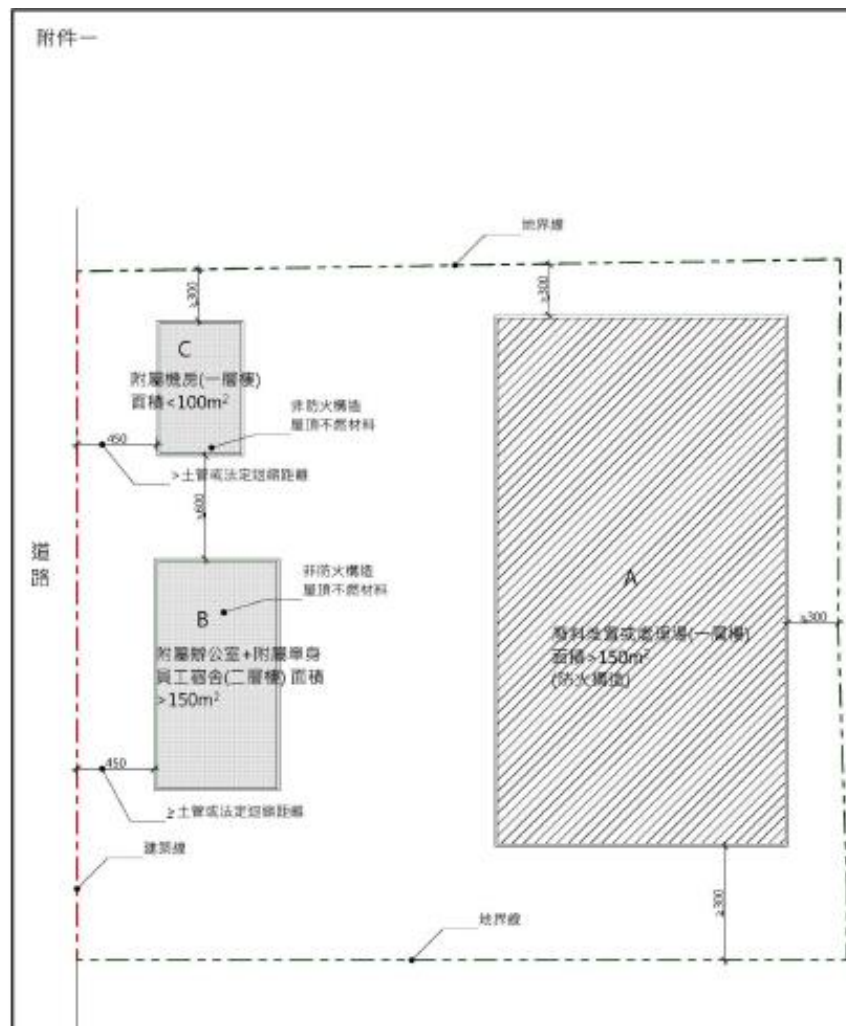 附件一
地界線
≥300
≥300
C
附屬機房(一層樓)
面積<100m²
非防火構造
屋頂不燃材料
450
>土管或法定退縮距離
≥600
道路
非防火構造
屋頂不燃材料
B
附屬辦公室+附屬單身
員工宿舍(二層樓) 面積
>150m²
A
廢料堆置或處理場(一層樓)
面積>150m²
(防火構造)
≥300
450
≥土管或法定退縮距離
建築線
≥300
地界線